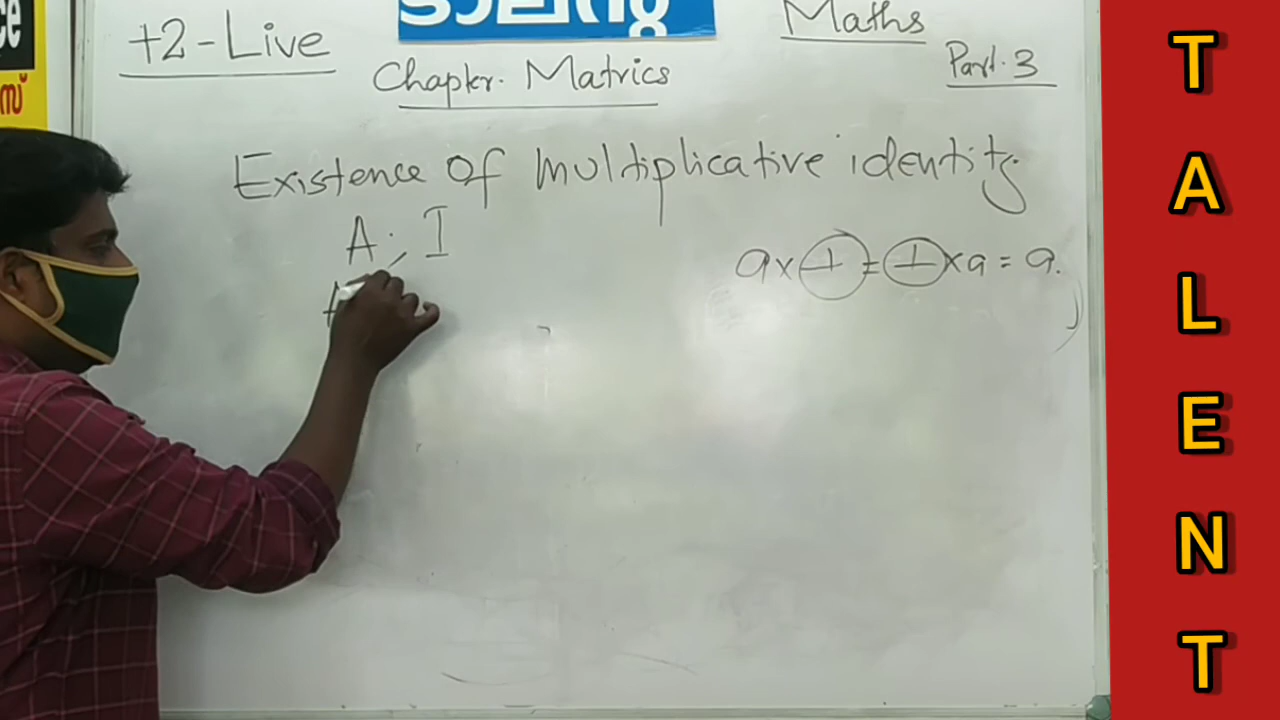 +2-Live
Maths
Chapter. Matrics
Part.3
Existence of multiplicative identity
A ; I
a×1 = 1×a = a.
A
TALENT